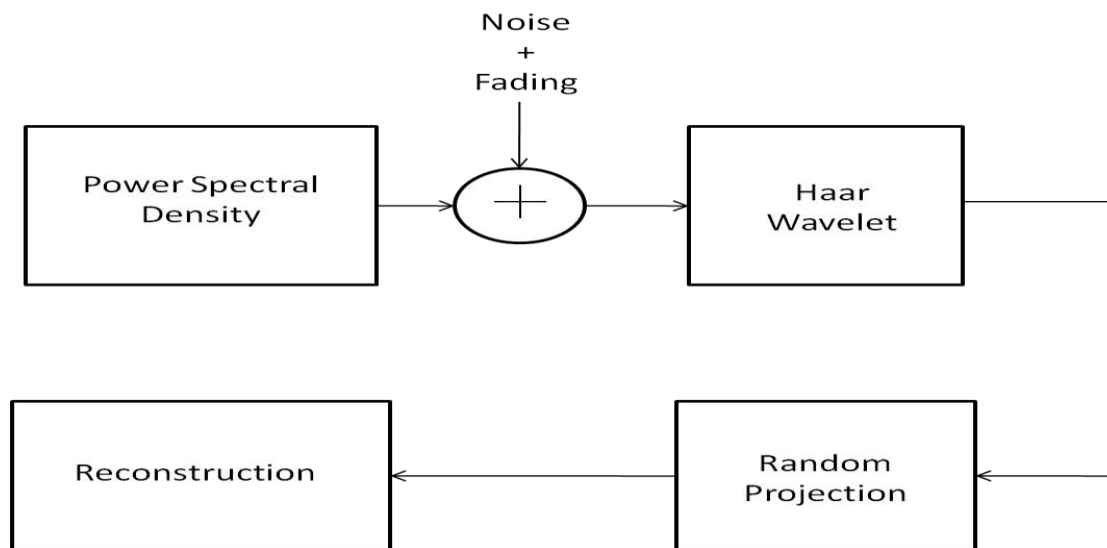 Noise
+
Fading
Power Spectral
Density
+
Haar
Wavelet
Reconstruction
Random
Projection